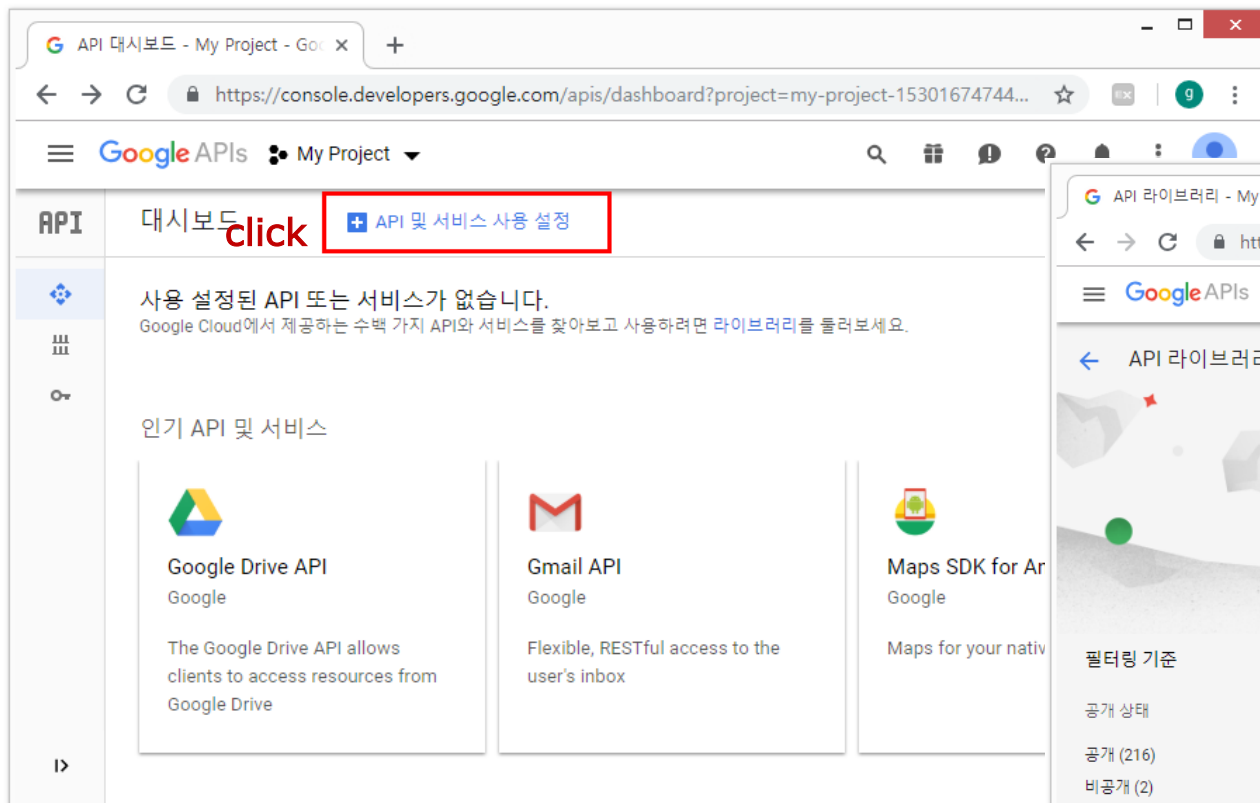 API 대시보드 - My Project - Goo
https://console.developers.google.com/apis/dashboard?project=my-project-15301674744...
EX
g
Google APIs My Project
API 대시보드
click
API 및 서비스 사용 설정
사용 설정된 API 또는 서비스가 없습니다.
Google Cloud에서 제공하는 수백 가지 API와 서비스를 찾아보고 사용하려면 라이브러리를 둘러보세요.
인기 API 및 서비스
Google Drive API
Google
The Google Drive API allows
clients to access resources from
Google Drive
Gmail API
Google
Flexible, RESTful access to the
user's inbox
Maps SDK for An
Google
Maps for your nativ
API 라이브러리 - My
htt
Google APIs
API 라이브러리
필터링 기준
공개 상태
공개 (216)
비공개 (2)